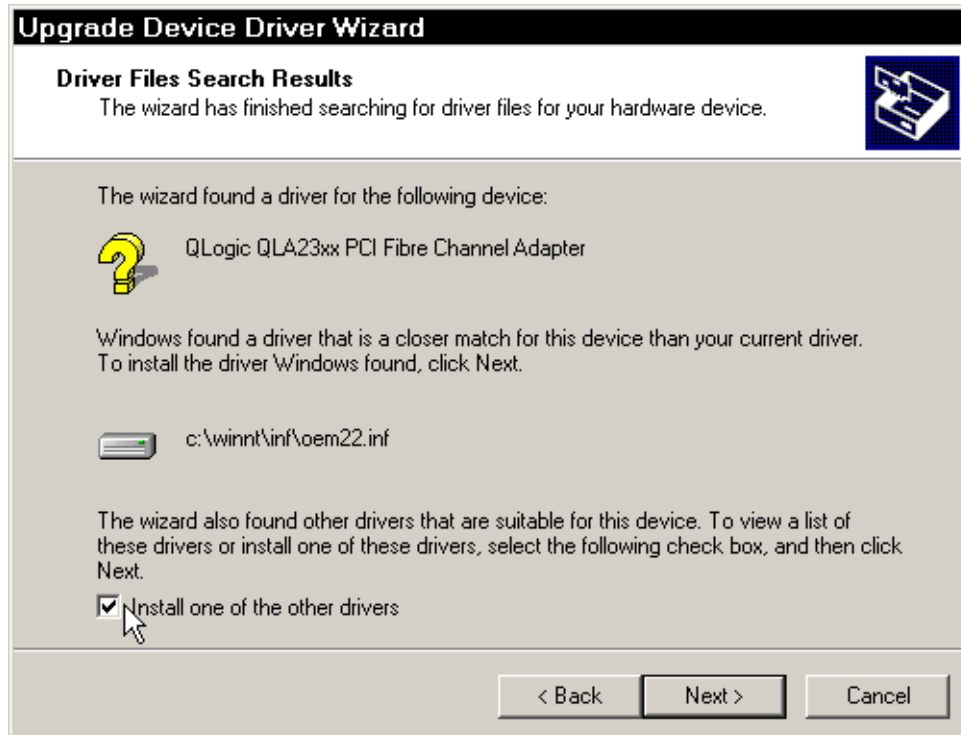 Upgrade Device Driver Wizard
Driver Files Search Results
The wizard has finished searching for driver files for your hardware device.
The wizard found a driver for the following device:
QLogic QLA23xx PCI Fibre Channel Adapter
Windows found a driver that is a closer match for this device than your current driver.
To install the driver Windows found, click Next.
c:\winnt\inf\oem22.inf
The wizard also found other drivers that are suitable for this device. To view a list of
these drivers or install one of these drivers, select the following check box, and then click
Next.
Install one of the other drivers
< Back
Next >
Cancel